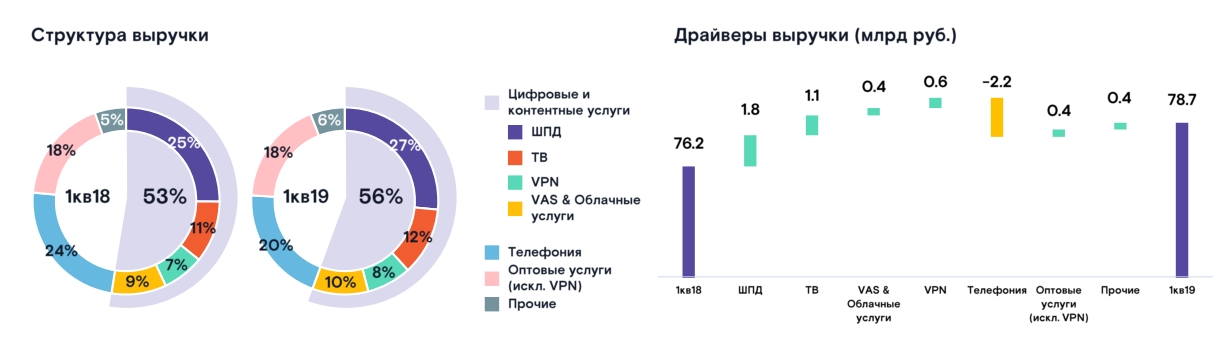 Структура выручки
5%
25%
18%
1кв18
53%
11%
24%
7%
9%
6%
27%
18%
1кв19
56%
12%
20%
8%
10%
Цифровые и
контентные услуги
ШПД
ТВ
VPN
VAS & Облачные
услуги
Телефония
Оптовые услуги
(искл. VPN)
Прочие
Драйверы выручки (млрд руб.)
76.2
1.8
1.1
0.4
0.6
-2.2
0.4
0.4
78.7
1кв18
ШПД
ТВ
VAS &
Облачные
услуги
VPN
Телефония
Оптовые
услуги
(искл. VPN)
Прочие
1кв19